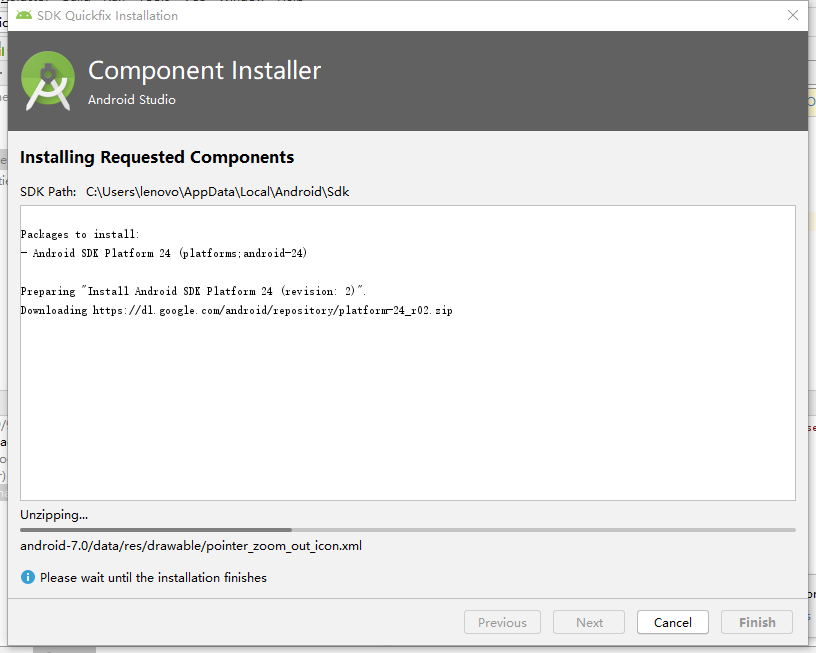 SDK Quickfix Installation
Component Installer
Android Studio
Installing Requested Components
SDK Path: C:\Users\lenovo\AppData\Local\Android\Sdk
Packages to install:
- Android SDK Platform 24 (platforms;android-24)
Preparing "Install Android SDK Platform 24 (revision: 2)".
Downloading https://dl.google.com/android/repository/platform-24_r02.zip
Unzipping...
android-7.0/data/res/drawable/pointer_zoom_out_icon.xml
Please wait until the installation finishes
Previous
Next
Cancel
Finish